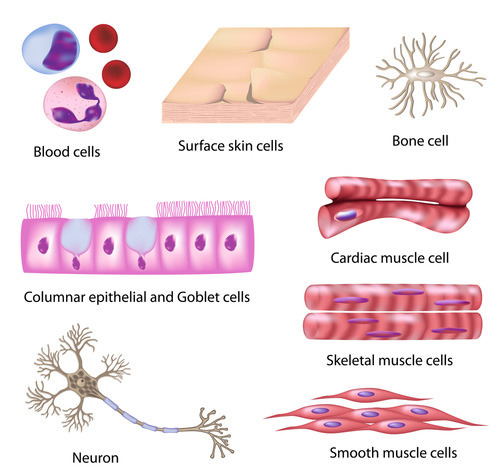 Blood cells
Surface skin cells
Bone cell
Columnar epithelial and Goblet cells
Cardiac muscle cell
Skeletal muscle cells
Neuron
Smooth muscle cells